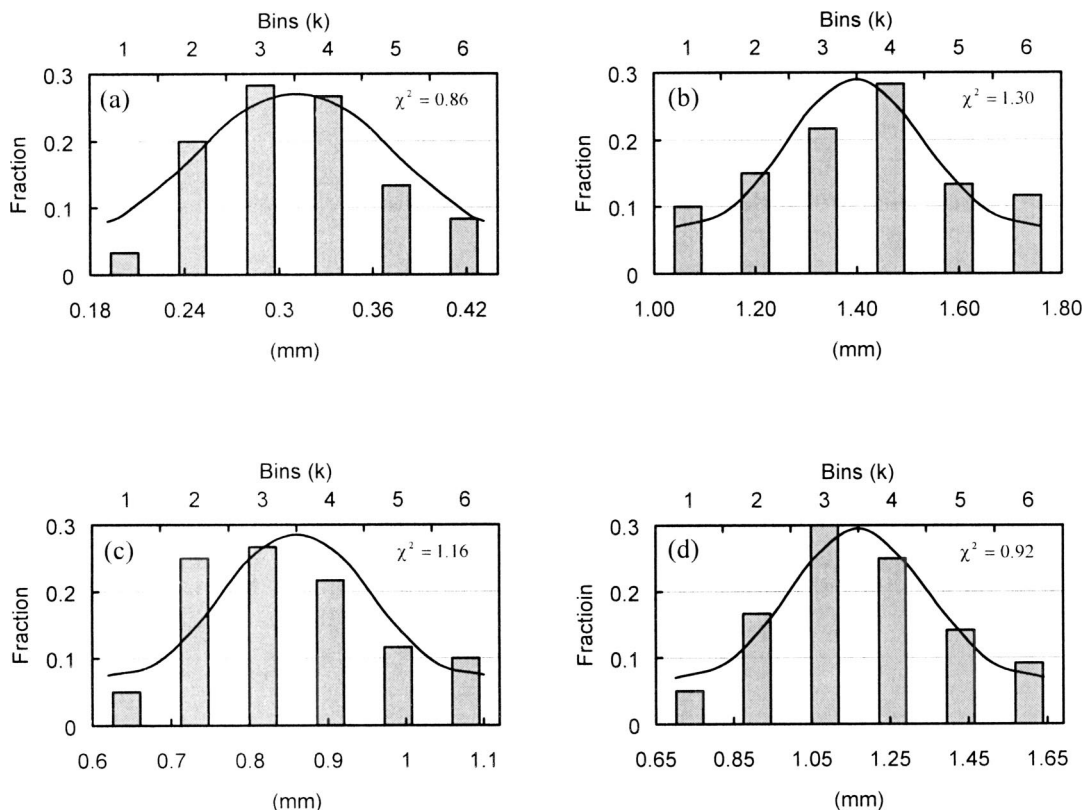 Bins (k)
1 2 3 4 5 6
0.3
0.2
0.1
0
Fraction
(a)
χ² = 0.86
0.18 0.24 0.3 0.36 0.42
(mm)
Bins (k)
1 2 3 4 5 6
0.3
0.2
0.1
0
Fraction
(b)
χ² = 1.30
1.00 1.20 1.40 1.60 1.80
(mm)
Bins (k)
1 2 3 4 5 6
0.3
0.2
0.1
0
Fraction
(c)
χ² = 1.16
0.6 0.7 0.8 0.9 1 1.1
(mm)
Bins (k)
1 2 3 4 5 6
0.3
0.2
0.1
0
Fractioin
(d)
χ² = 0.92
0.65 0.85 1.05 1.25 1.45 1.65
(mm)